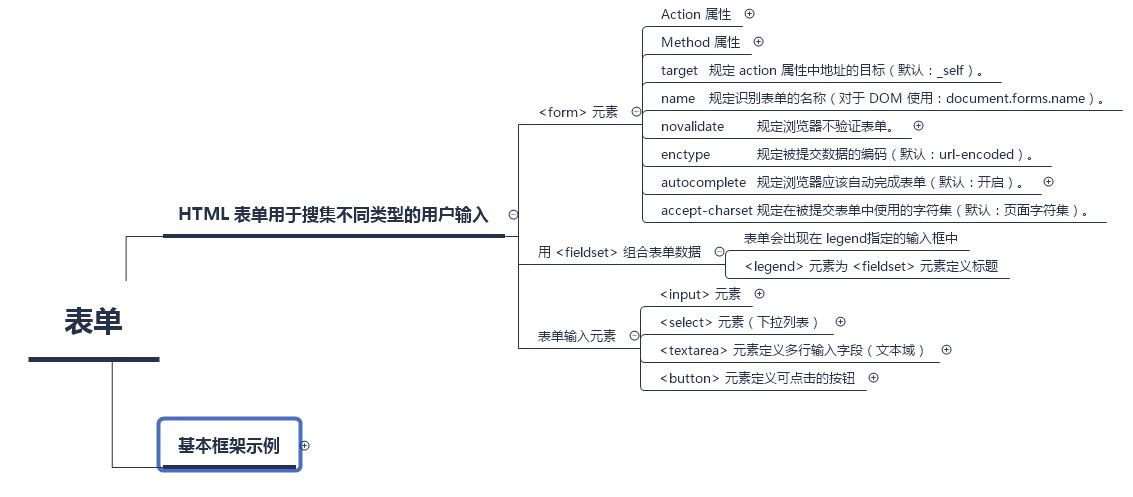 Action 属性
Method 属性
target 规定 action 属性中地址的目标（默认：_self）。
name 规定识别表单的名称（对于 DOM 使用：document.forms.name）。
<form> 元素
novalidate 规定浏览器不验证表单。
enctype 规定被提交数据的编码（默认：url-encoded）。
autocomplete 规定浏览器应该自动完成表单（默认：开启）。
accept-charset 规定在被提交表单中使用的字符集（默认：页面字符集）。
HTML 表单用于搜集不同类型的用户输入
用 <fieldset> 组合表单数据
表单会出现在 legend指定的输入框中
<legend> 元素为 <fieldset> 元素定义标题
表单
表单输入元素
<input> 元素
<select> 元素（下拉列表）
<textarea> 元素定义多行输入字段（文本域）
<button> 元素定义可点击的按钮
基本框架示例